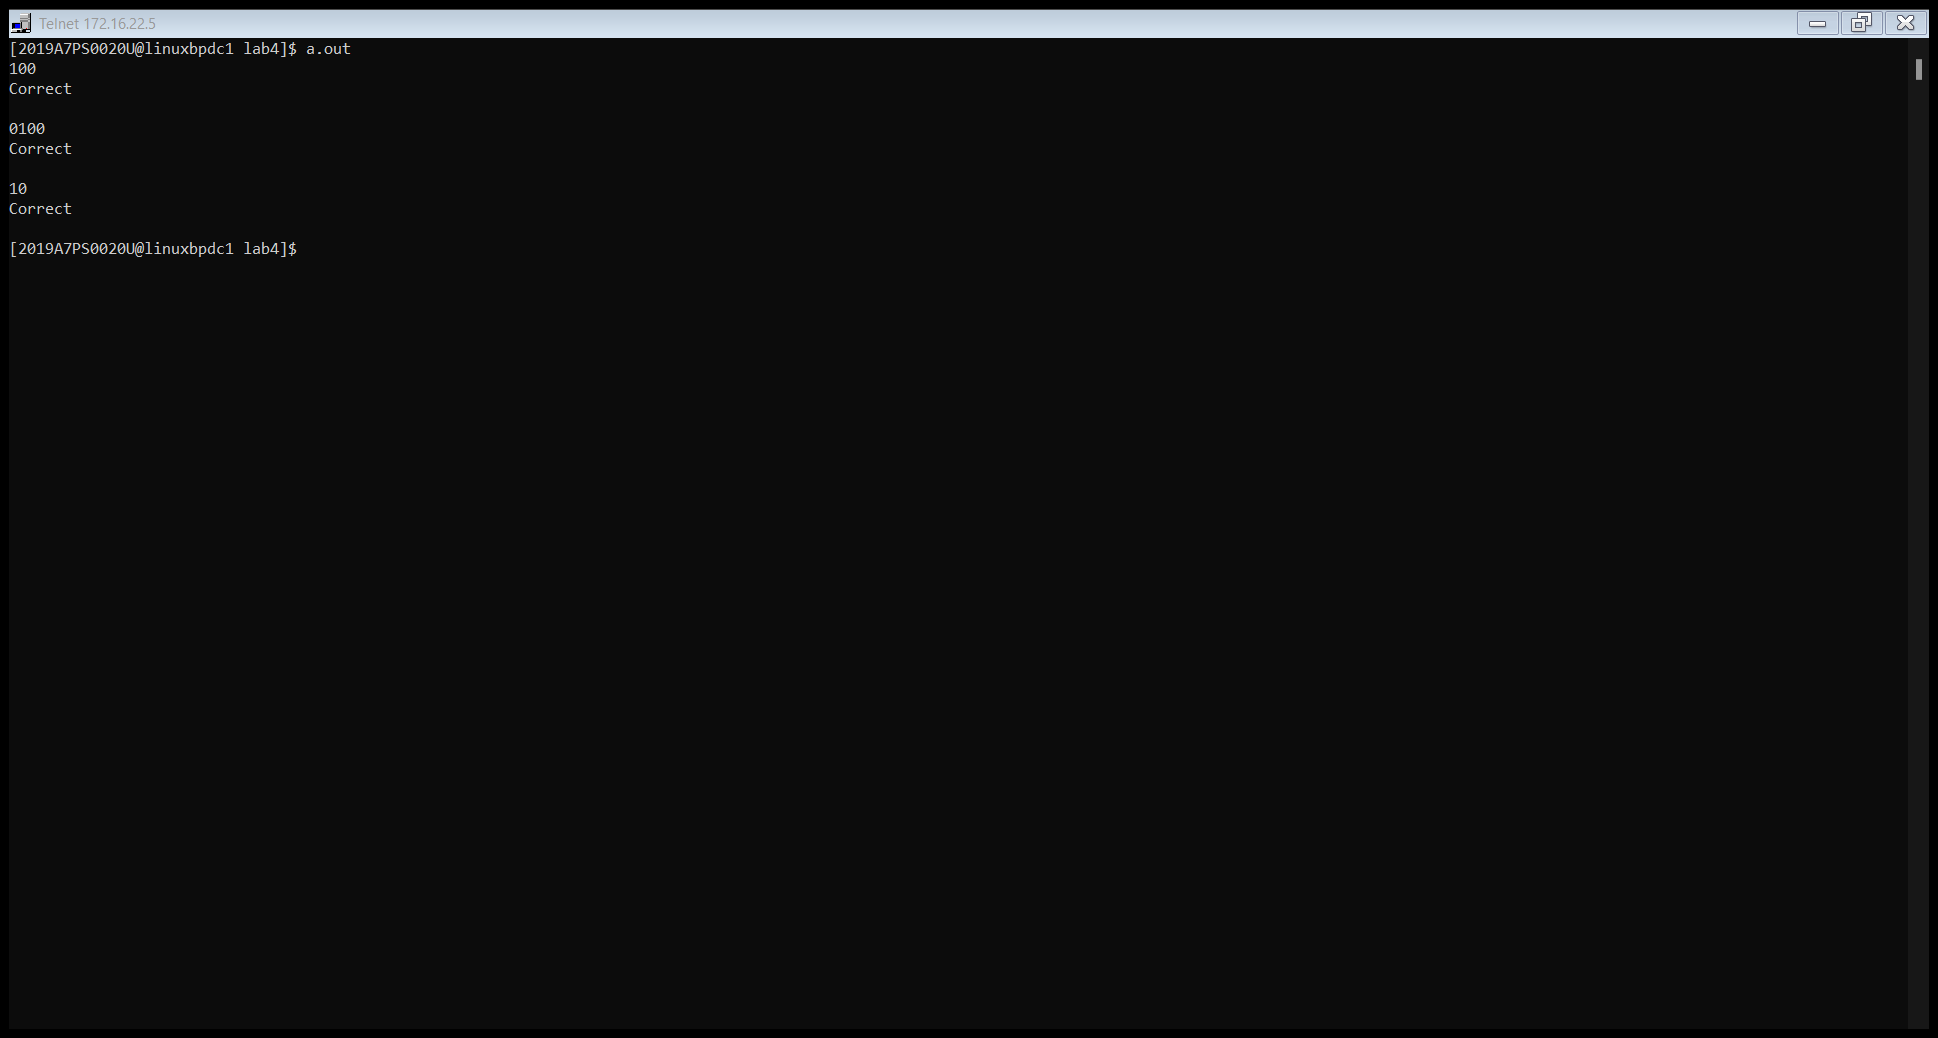 Telnet 172.16.22.5
[2019A7PS0020U@linuxbpdc1 lab4]$ a.out
100
Correct
0100
Correct
10
Correct
[2019A7PS0020U@linuxbpdc1 lab4]$